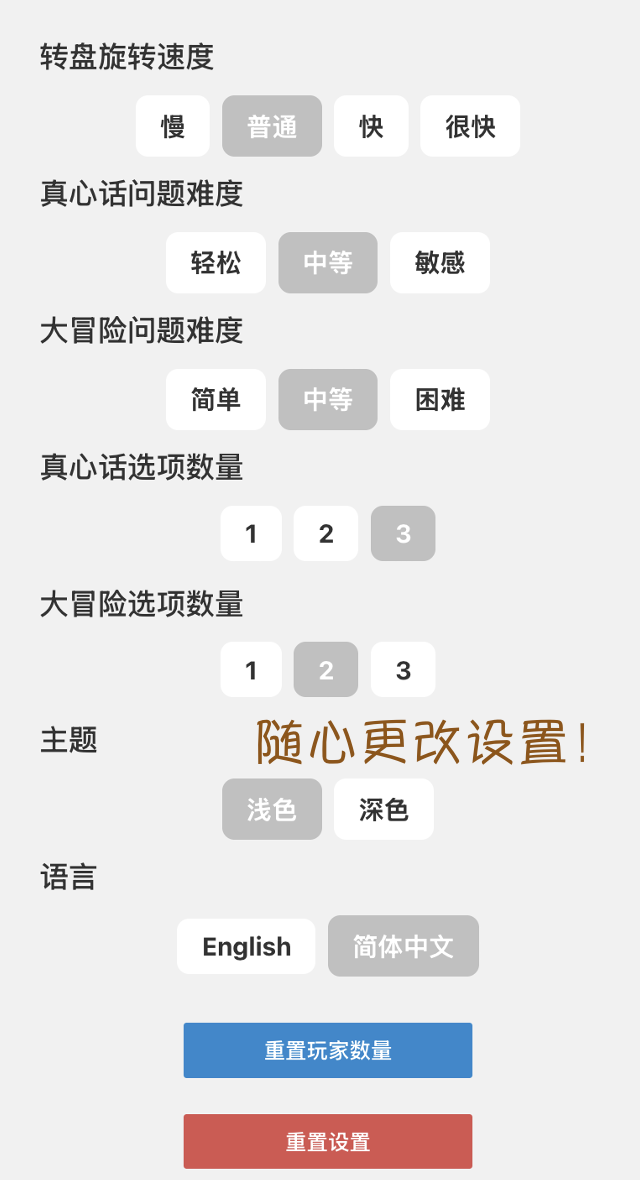 转盘旋转速度
慢 普通 快 很快
真心话问题难度
轻松 中等 敏感
大冒险问题难度
简单 中等 困难
真心话选项数量
1 2 3
大冒险选项数量
1 2 3
主题 随心更改设置!
浅色 深色
语言
English 简体中文
重置玩家数量
重置设置